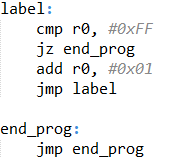 label:
cmp r0, #0xFF
jz end_prog
add r0, #0x01
jmp label
end_prog:
jmp end_prog